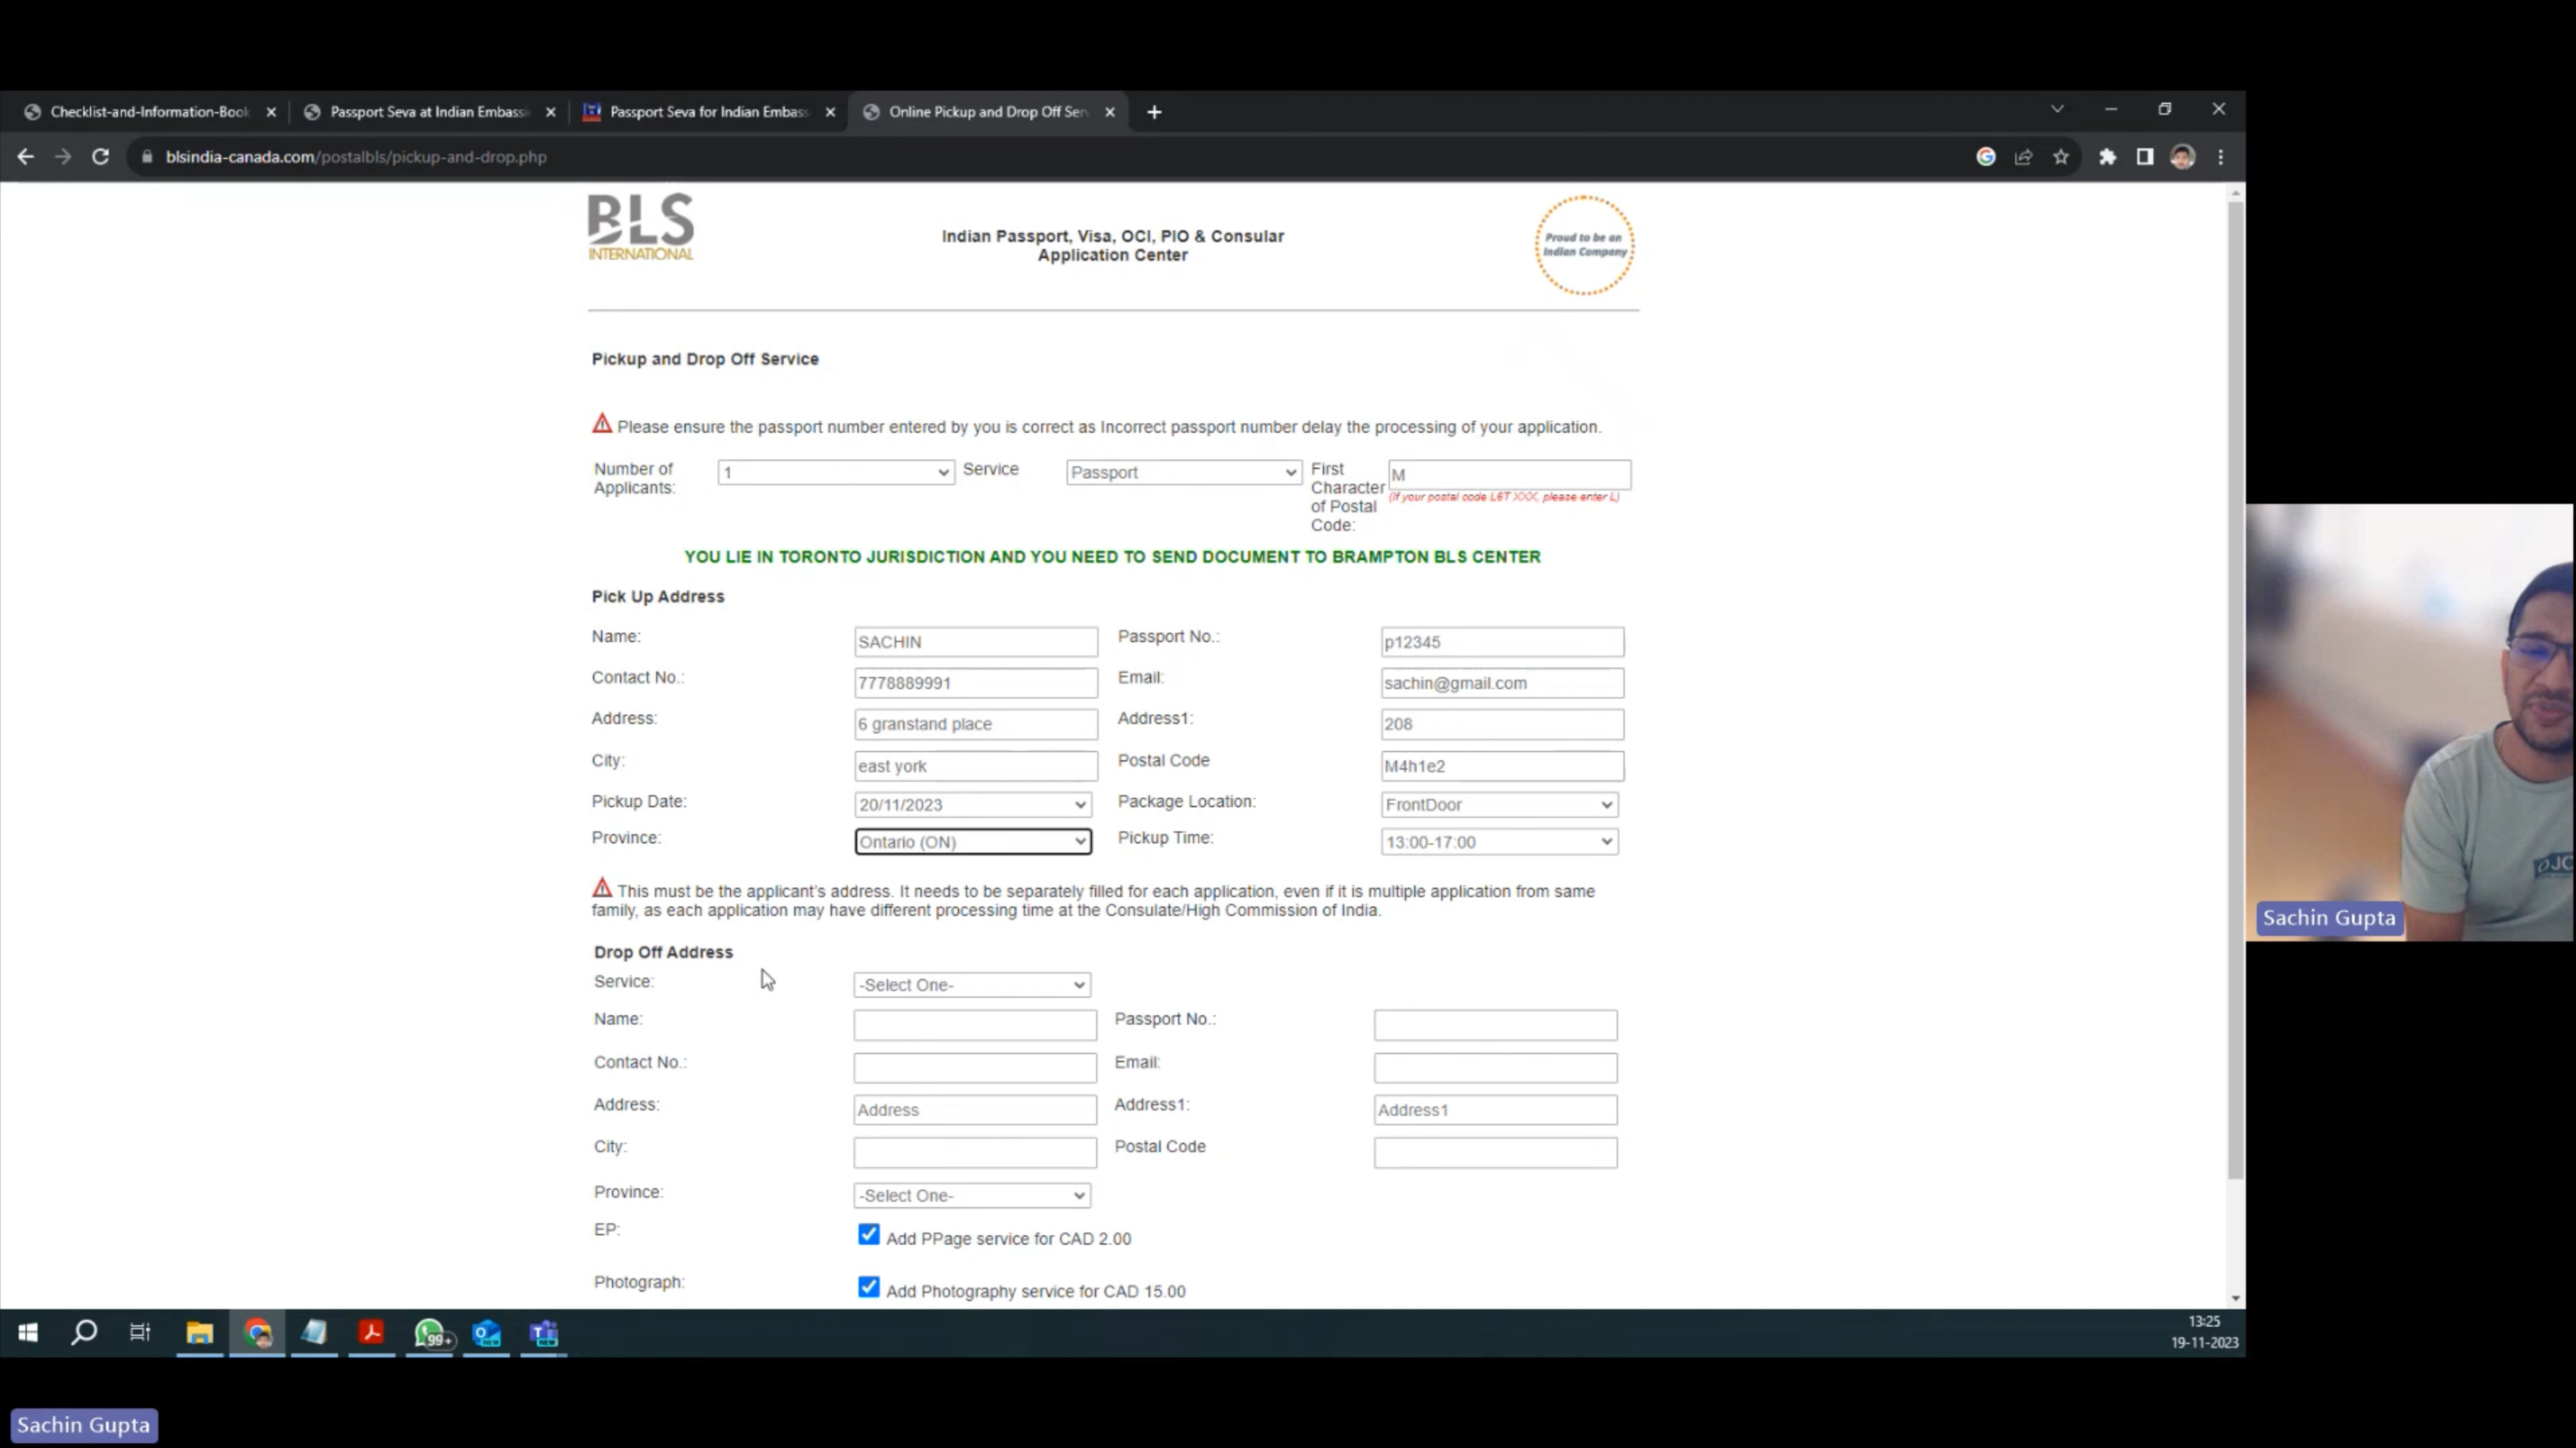 Checklist-and-Information-Book
Passport Seva at Indian Embassi
Passport Seva for Indian Embass
Online Pickup and Drop Off Ser
blsindia-canada.com/postalbls/pickup-and-drop.php
BLS
INTERNATIONAL
Indian Passport, Visa, OCI, PIO & Consular
Application Center
Proud to be an
Indian Company
Pickup and Drop Off Service
Please ensure the passport number entered by you is correct as Incorrect passport number delay the processing of your application.
Number of Applicants: 1 Service Passport First Character of Postal Code: M
(If your postal code L6T XXX, please enter L)
YOU LIE IN TORONTO JURISDICTION AND YOU NEED TO SEND DOCUMENT TO BRAMPTON BLS CENTER
Pick Up Address
Name: SACHIN Passport No.: p12345
Contact No.: 7778889991 Email: sachin@gmail.com
Address: 6 granstand place Address1: 208
City: east york Postal Code M4h1e2
Pickup Date: 20/11/2023 Package Location: FrontDoor
Province: Ontario (ON) Pickup Time: 13:00-17:00
This must be the applicant's address. It needs to be separately filled for each application, even if it is multiple application from same
family, as each application may have different processing time at the Consulate/High Commission of India.
Drop Off Address
Service: -Select One-
Name: Passport No.:
Contact No.: Email:
Address: Address Address1: Address1
City: Postal Code
Province: -Select One-
EP: Add PPage service for CAD 2.00
Photograph: Add Photography service for CAD 15.00
99+
13:25
19-11-2023
Sachin Gupta
Sachin Gupta